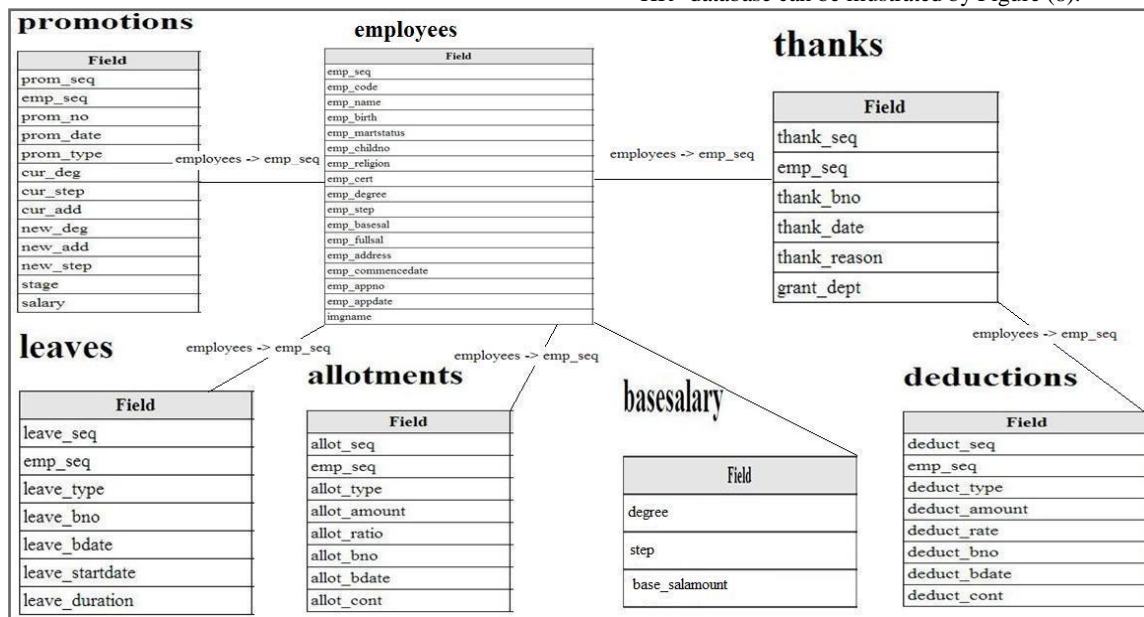 HR" database can be illustrated by Figure (8).
promotions
Field
prom_seq
emp_seq
prom_no
prom_date
prom_type
cur_deg
cur_step
cur_add
new_deg
new_add
new_step
stage
salary
employees -> emp_seq
employees
Field
emp_seq
emp_code
emp_name
emp_birth
emp_martstatus
emp_childno
emp_religion
emp_cert
emp_degree
emp_step
emp_basesal
emp_fullsal
emp_address
emp_commencedate
emp_appno
emp_appdate
imgname
employees -> emp_seq
thanks
Field
thank_seq
emp_seq
thank_bno
thank_date
thank_reason
grant_dept
employees -> emp_seq
leaves
employees -> emp_seq
Field
leave_seq
emp_seq
leave_type
leave_bno
leave_bdate
leave_startdate
leave_duration
employees -> emp_seq
allotments
Field
allot_seq
emp_seq
allot_type
allot_amount
allot_ratio
allot_bno
allot_bdate
allot_cont
basesalary
Field
degree
step
base_salamount
deductions
Field
deduct_seq
emp_seq
deduct_type
deduct_amount
deduct_rate
deduct_bno
deduct_bdate
deduct_cont